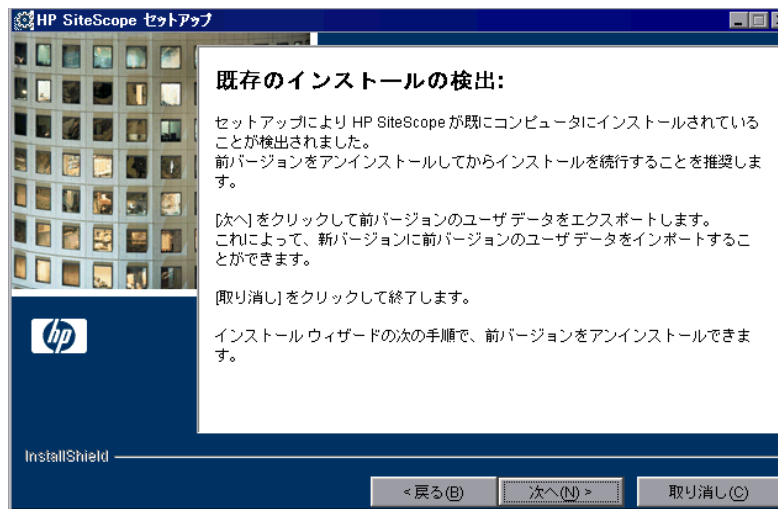 HP SiteScope セットアップ
既存のインストールの検出:
セットアップにより HP SiteScope が既にコンピュータにインストールされている
ことが検出されました。
前バージョンをアンインストールしてからインストールを続行することを推奨しま
す。
[次へ] をクリックして前バージョンのユーザ データをエクスポートします。
これによって、新バージョンに前バージョンのユーザ データをインポートするこ
とができます。
[取り消し] をクリックして終了します。
インストール ウィザードの次の手順で、前バージョンをアンインストールできま
す。
hp
InstallShield
< 戻る(B)
次へ(N) >
取り消し(C)